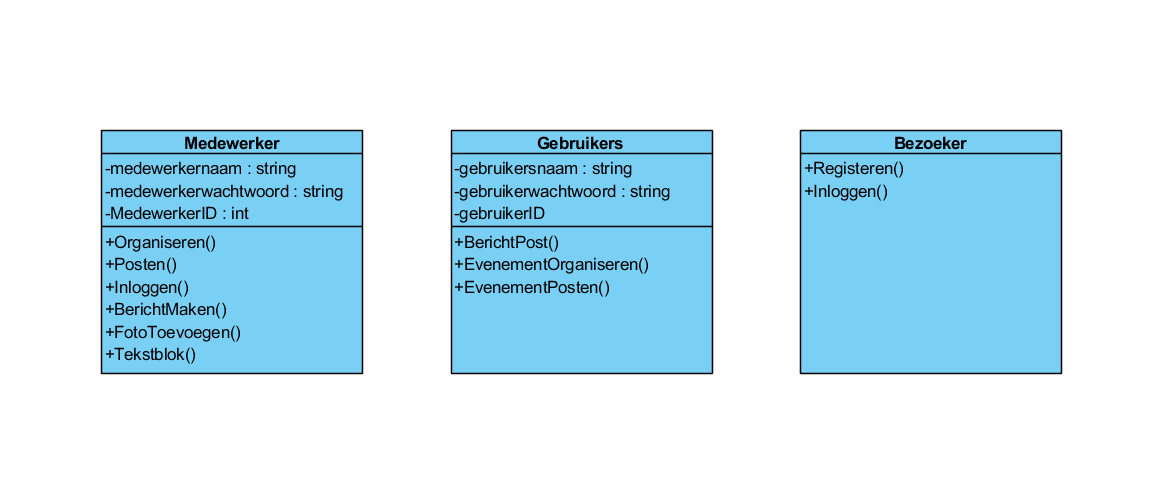 Medewerker
-medewerkernaam : string
-medewerkerwachtwoord : string
-MedewerkerID : int
+Organiseren()
+Posten()
+Inloggen()
+BerichtMaken()
+FotoToevoegen()
+Tekstblok()
Gebruikers
-gebruikersnaam : string
-gebruikerwachtwoord : string
-gebruikerID
+BerichtPost()
+EvenementOrganiseren()
+EvenementPosten()
Bezoeker
+Registeren()
+Inloggen()